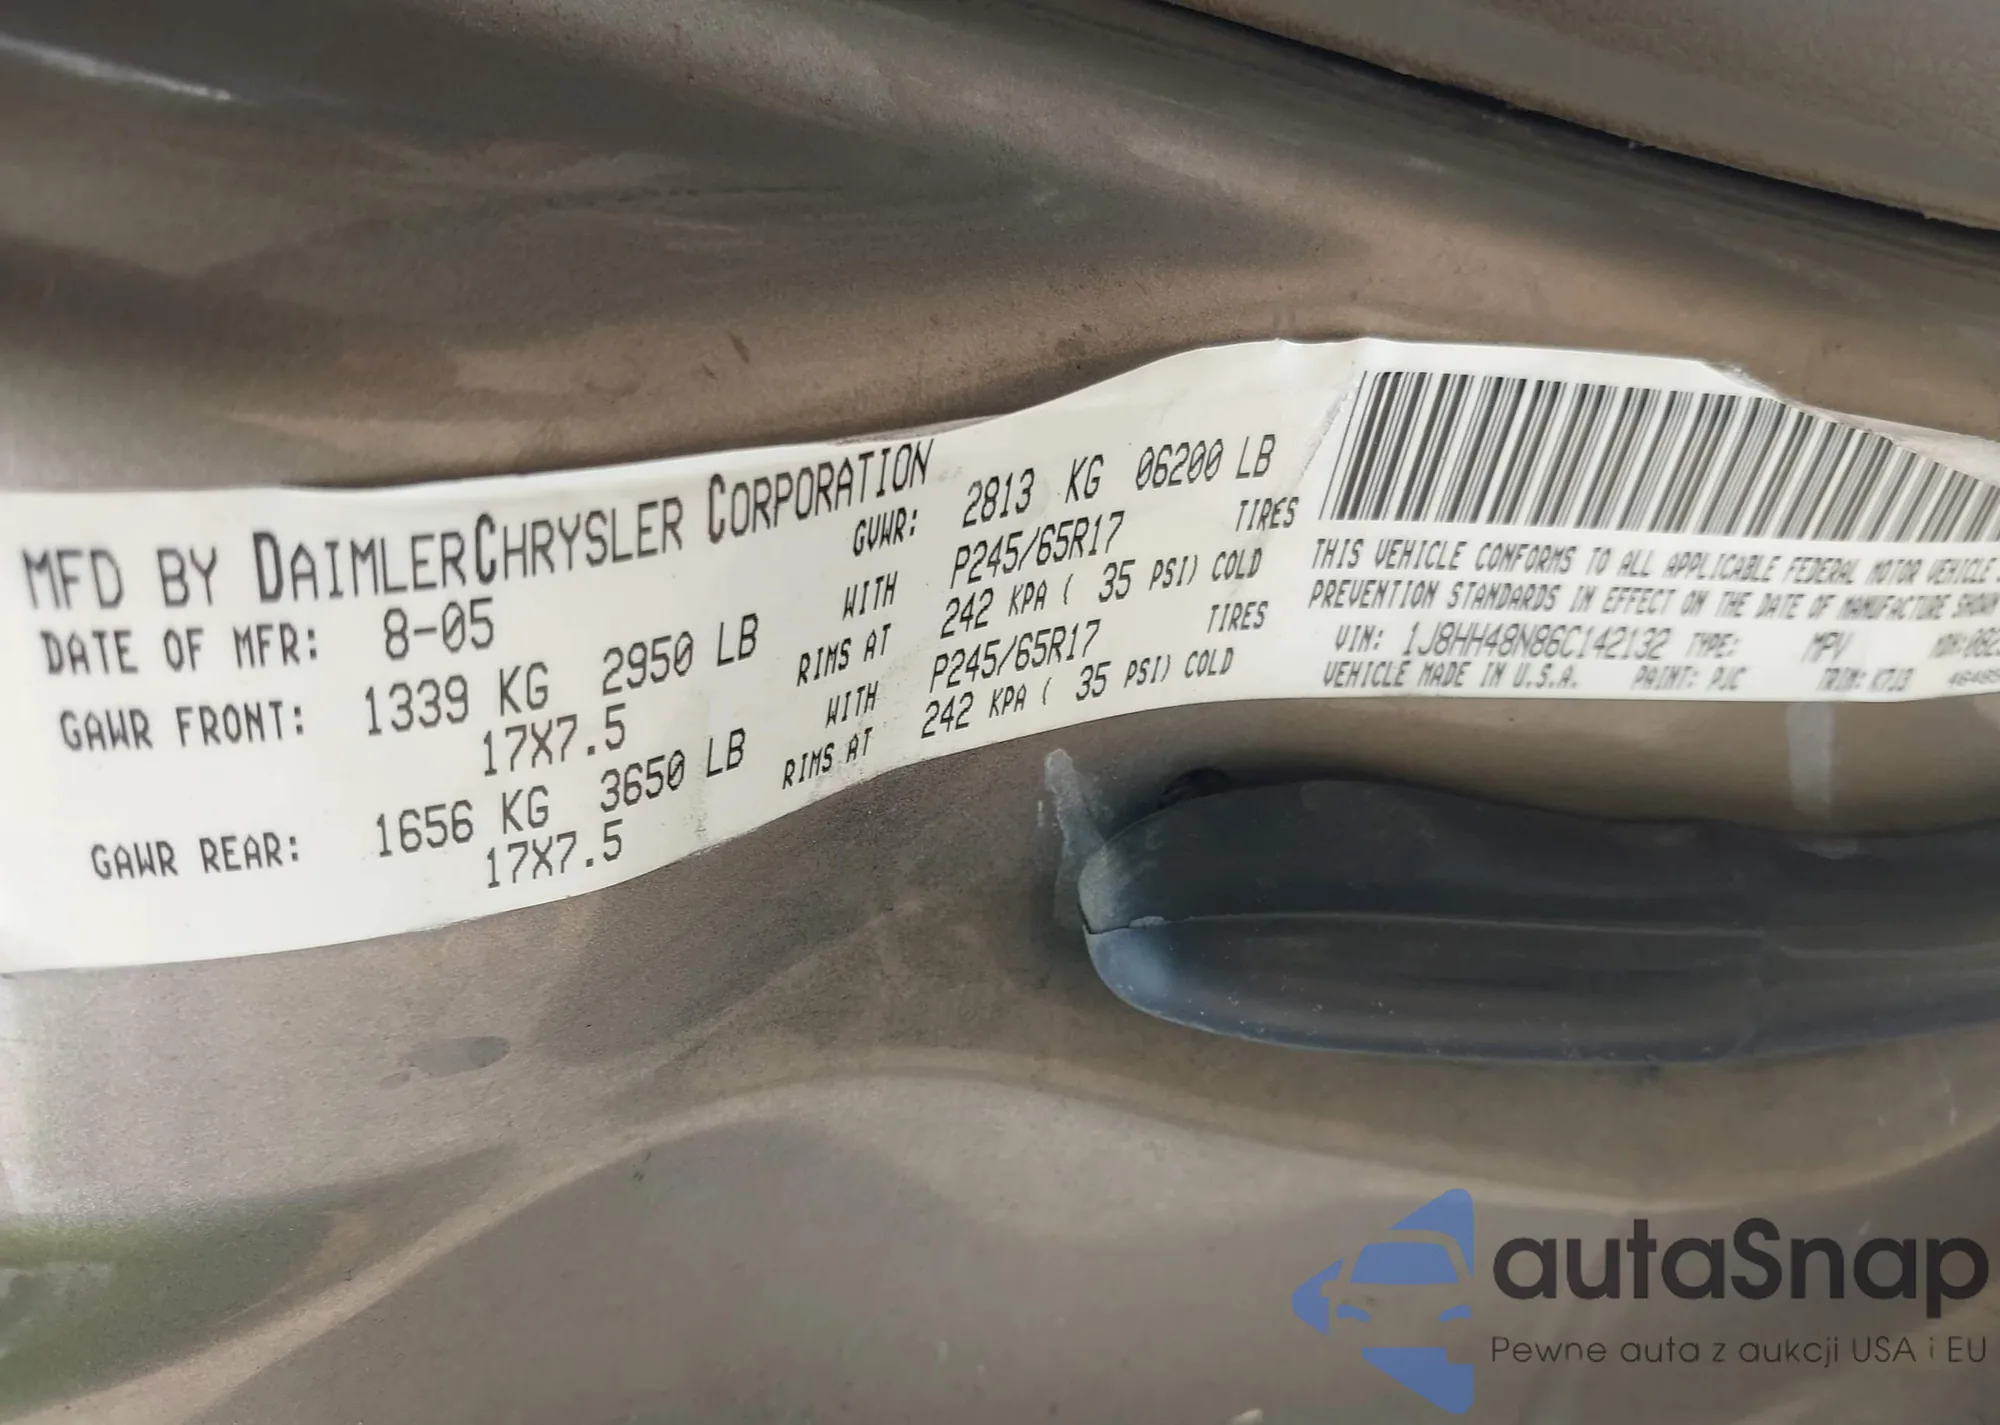 MFD BY DAIMLERCHRYSLER CORPORATION
DATE OF MFR: 8-05 GVWR: 2813 KG 06200 LB
GAWR FRONT: 1339 KG 2950 LB WITH P245/65R17 TIRES
17X7.5 RIMS AT 242 KPA ( 35 PSI) COLD
GAWR REAR: 1656 KG 3650 LB WITH P245/65R17 TIRES
17X7.5 RIMS AT 242 KPA ( 35 PSI) COLD
THIS VEHICLE CONFORMS TO ALL APPLICABLE FEDERAL MOTOR VEHICLE
PREVENTION STANDARDS IN EFFECT ON THE DATE OF MANUFACTURE SHOWN
VIN: 1J8HH48N86C142132 TYPE: MPV
VEHICLE MADE IN U.S.A. PAINT: PJC TRIM: K7J3
autaSnap
Pewne auta z aukcji USA i EU